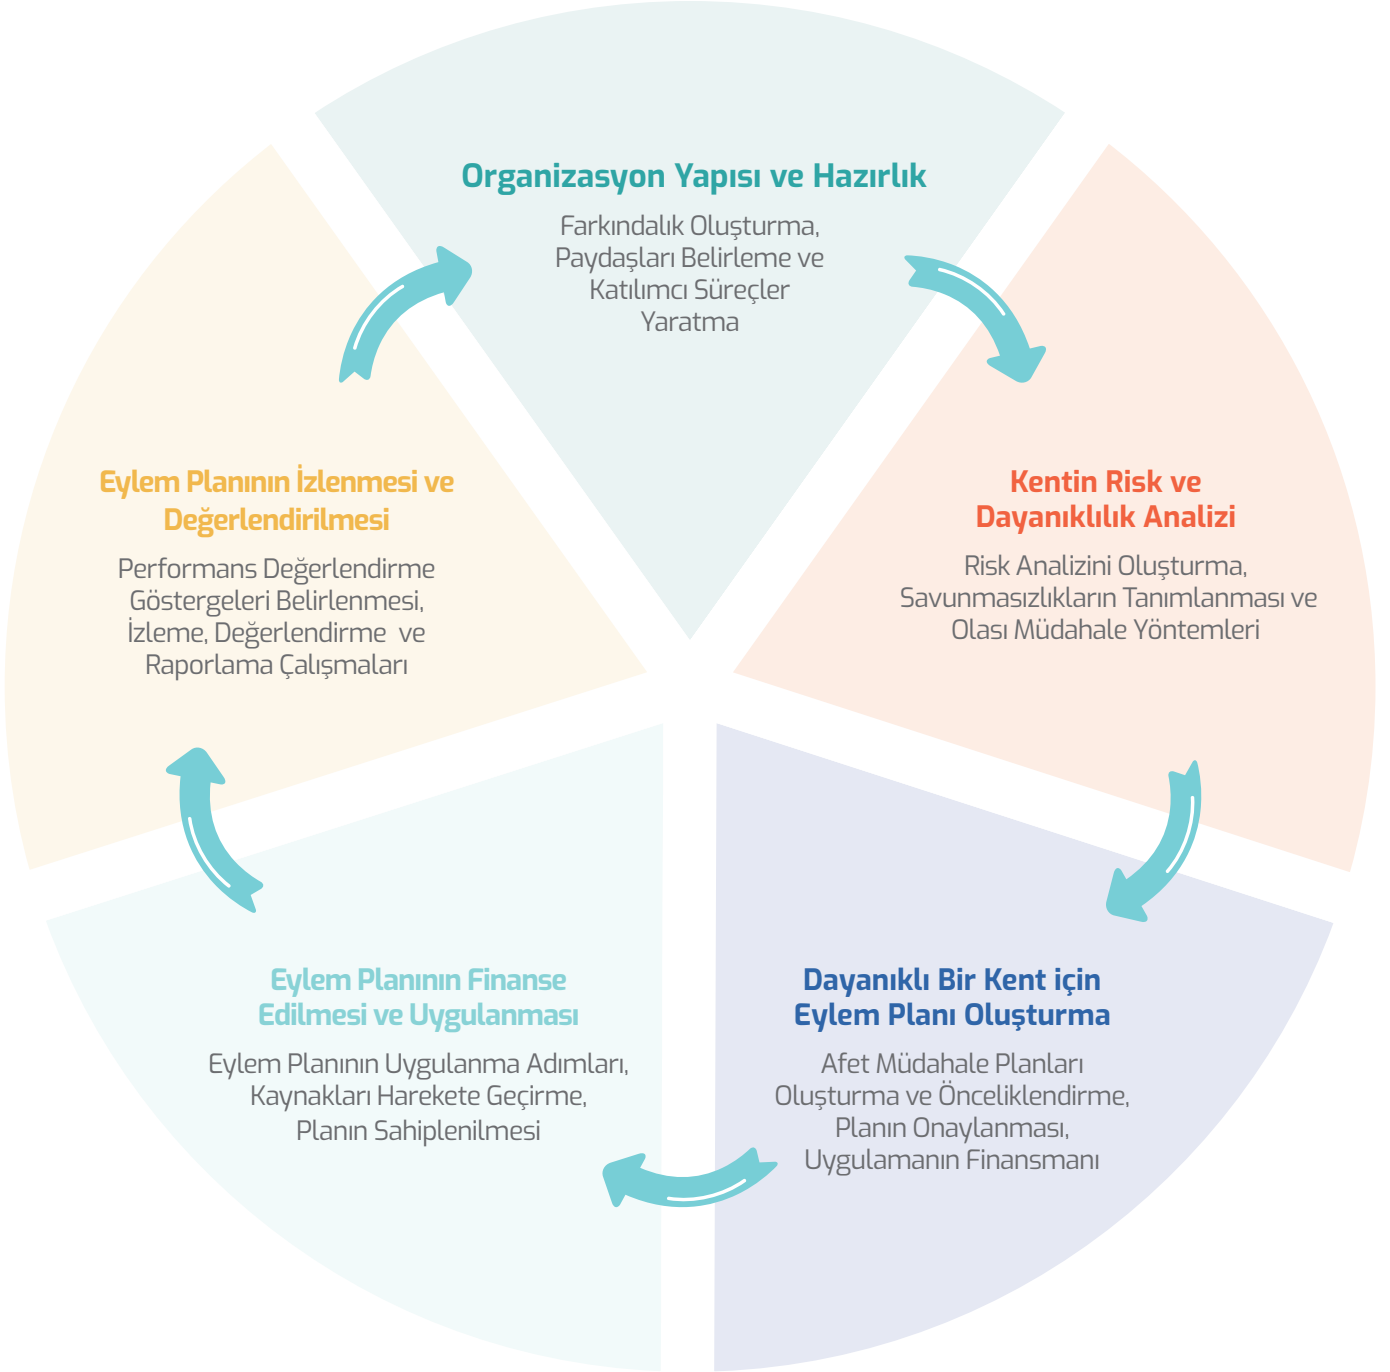 Organizasyon Yapısı ve Hazırlık
Farkındalık Oluşturma,
Paydaşları Belirleme ve
Katılımcı Süreçler
Yaratma
Kentin Risk ve
Dayanıklılık Analizi
Risk Analizini Oluşturma,
Savunmasızlıkların Tanımlanması ve
Olası Müdahale Yöntemleri
Dayanıklı Bir Kent için
Eylem Planı Oluşturma
Afet Müdahale Planları
Oluşturma ve Önceliklendirme,
Planın Onaylanması,
Uygulamanın Finansmanı
Eylem Planının Finanse
Edilmesi ve Uygulanması
Eylem Planının Uygulanma Adımları,
Kaynakları Harekete Geçirme,
Planın Sahiplenilmesi
Eylem Planının İzlenmesi ve
Değerlendirilmesi
Performans Değerlendirme
Göstergeleri Belirlenmesi,
İzleme, Değerlendirme ve
Raporlama Çalışmaları